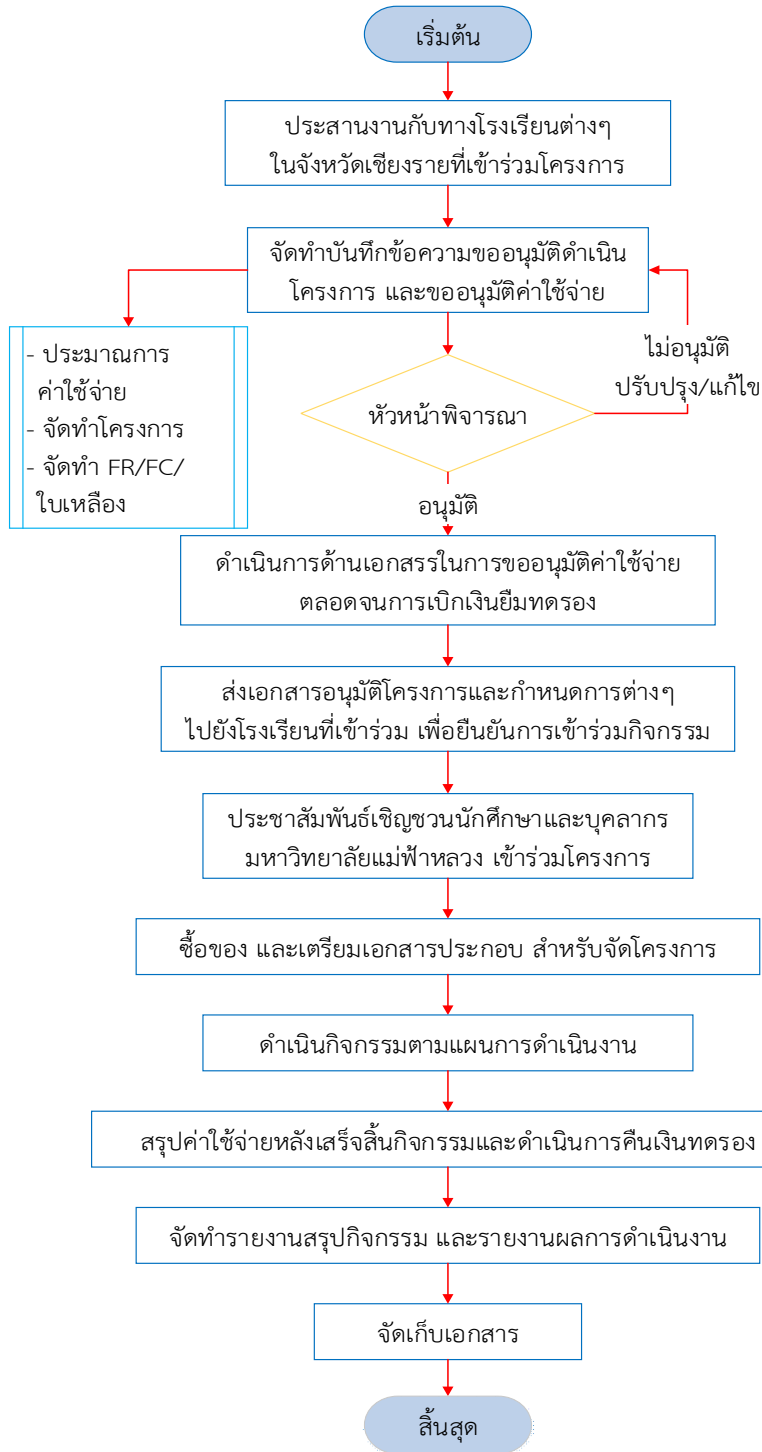 เริ่มต้น
ประสานงานกับทางโรงเรียนต่างๆ
ในจังหวัดเชียงรายที่เข้าร่วมโครงการ
จัดทำบันทึกข้อความขออนุมัติดำเนิน
โครงการ และขออนุมัติค่าใช้จ่าย
- ประมาณการ
ค่าใช้จ่าย
- จัดทำโครงการ
- จัดทำ FR/FC/
ใบเหลือง
ไม่อนุมัติ
ปรับปรุง/แก้ไข
หัวหน้าพิจารณา
อนุมัติ
ดำเนินการด้านเอกสรรในการขออนุมัติค่าใช้จ่าย
ตลอดจนการเบิกเงินยืมทดรอง
ส่งเอกสารอนุมัติโครงการและกำหนดการต่างๆ
ไปยังโรงเรียนที่เข้าร่วม เพื่อยืนยันการเข้าร่วมกิจกรรม
ประชาสัมพันธ์เชิญชวนนักศึกษาและบุคลากร
มหาวิทยาลัยแม่ฟ้าหลวง เข้าร่วมโครงการ
ซื้อของ และเตรียมเอกสารประกอบ สำหรับจัดโครงการ
ดำเนินกิจกรรมตามแผนการดำเนินงาน
สรุปค่าใช้จ่ายหลังเสร็จสิ้นกิจกรรมและดำเนินการคืนเงินทดรอง
จัดทำรายงานสรุปกิจกรรม และรายงานผลการดำเนินงาน
จัดเก็บเอกสาร
สิ้นสุด